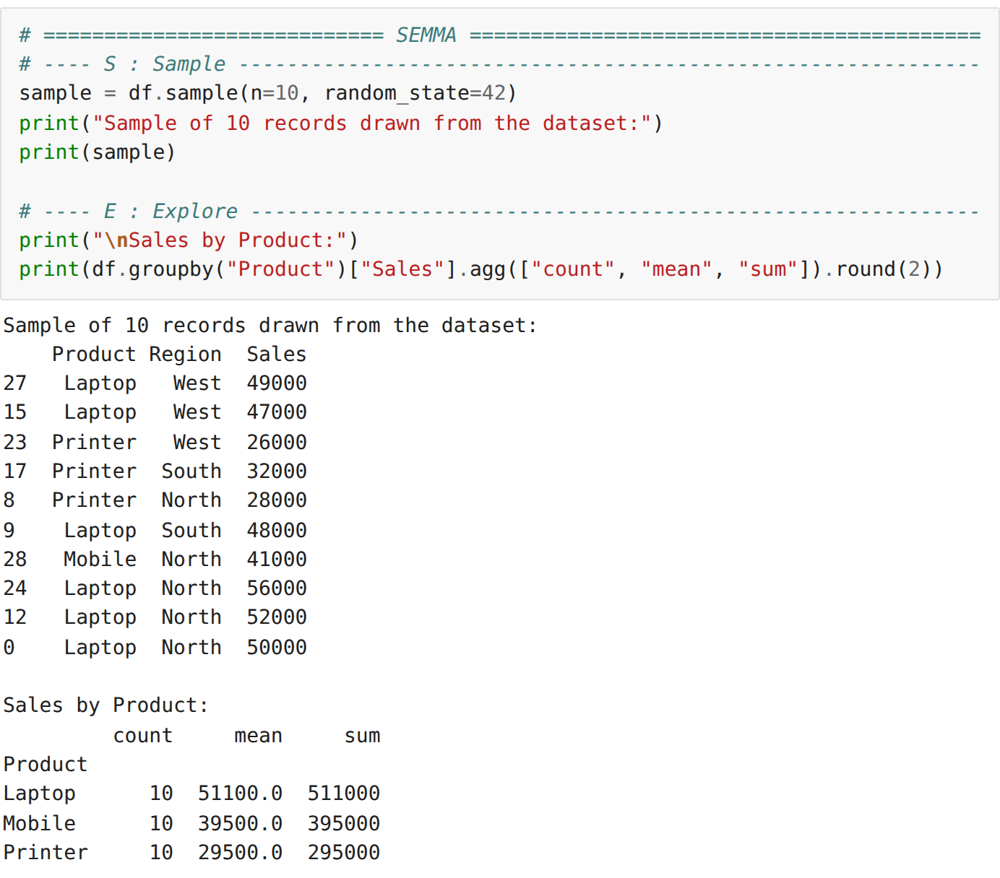 # ============================ SEMMA ==========================================
# ---- S : Sample -------------------------------------------------------------
sample = df.sample(n=10, random_state=42)
print("Sample of 10 records drawn from the dataset:")
print(sample)

# ---- E : Explore ------------------------------------------------------------
print("\nSales by Product:")
print(df.groupby("Product")["Sales"].agg(["count", "mean", "sum"]).round(2))
Sample of 10 records drawn from the dataset:
    Product Region  Sales
27   Laptop   West  49000
15   Laptop   West  47000
23  Printer   West  26000
17  Printer  South  32000
8   Printer  North  28000
9    Laptop  South  48000
28   Mobile  North  41000
24   Laptop  North  56000
12   Laptop  North  52000
0    Laptop  North  50000

Sales by Product:
         count     mean     sum
Product
Laptop      10  51100.0  511000
Mobile      10  39500.0  395000
Printer     10  29500.0  295000